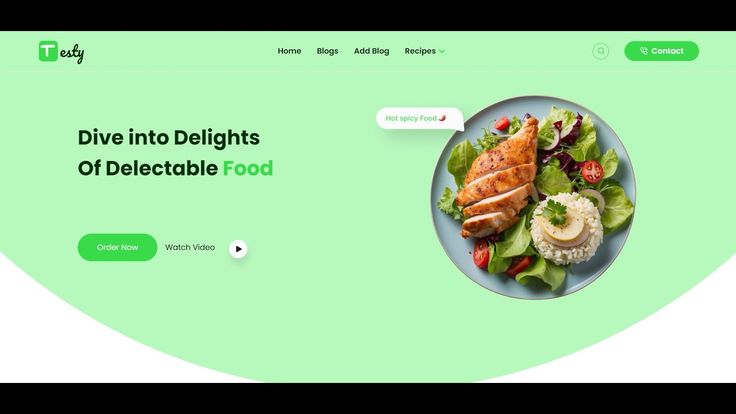 Testy
Home Blogs Add Blog Recipes Contact
Hot spicy Food
Dive into Delights
Of Delectable Food
Order Now Watch Video